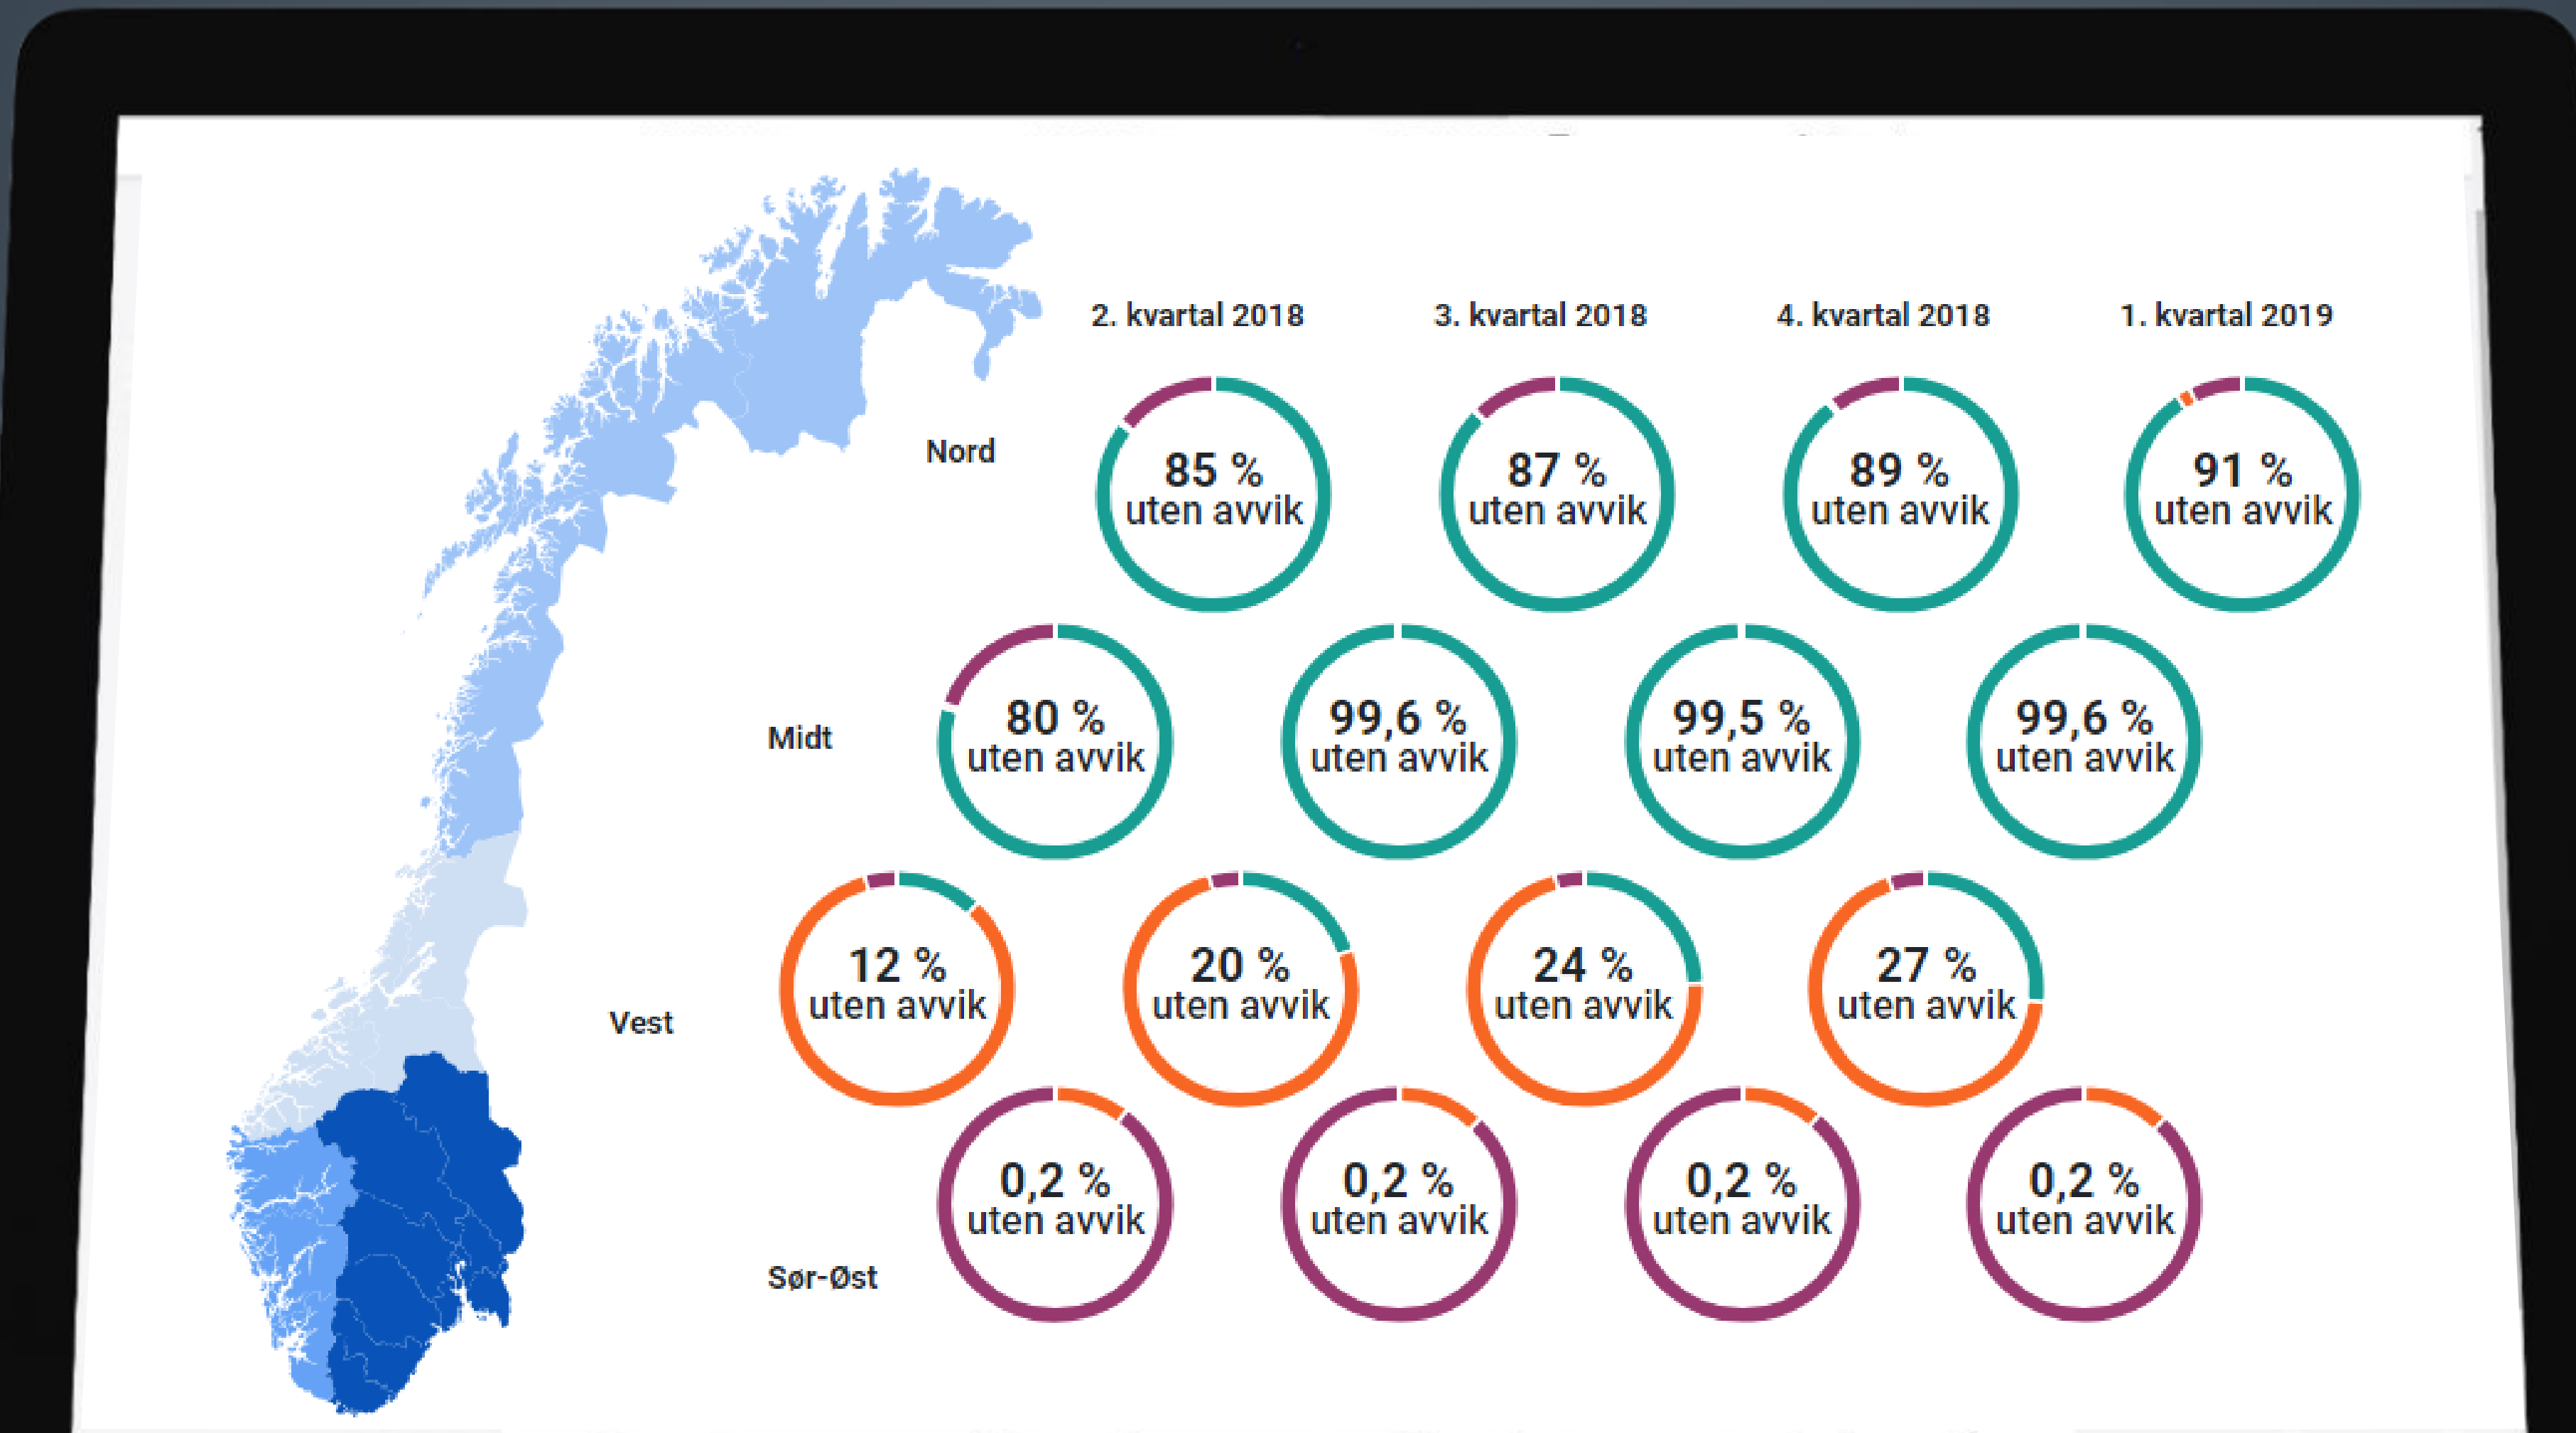 2. kvartal 2018
3. kvartal 2018
4. kvartal 2018
1. kvartal 2019
Nord
85 %
uten avvik
87 %
uten avvik
89 %
uten avvik
91 %
uten avvik
Midt
80 %
uten avvik
99,6 %
uten avvik
99,5 %
uten avvik
99,6 %
uten avvik
Vest
12 %
uten avvik
20 %
uten avvik
24 %
uten avvik
27 %
uten avvik
Sør-Øst
0,2 %
uten avvik
0,2 %
uten avvik
0,2 %
uten avvik
0,2 %
uten avvik